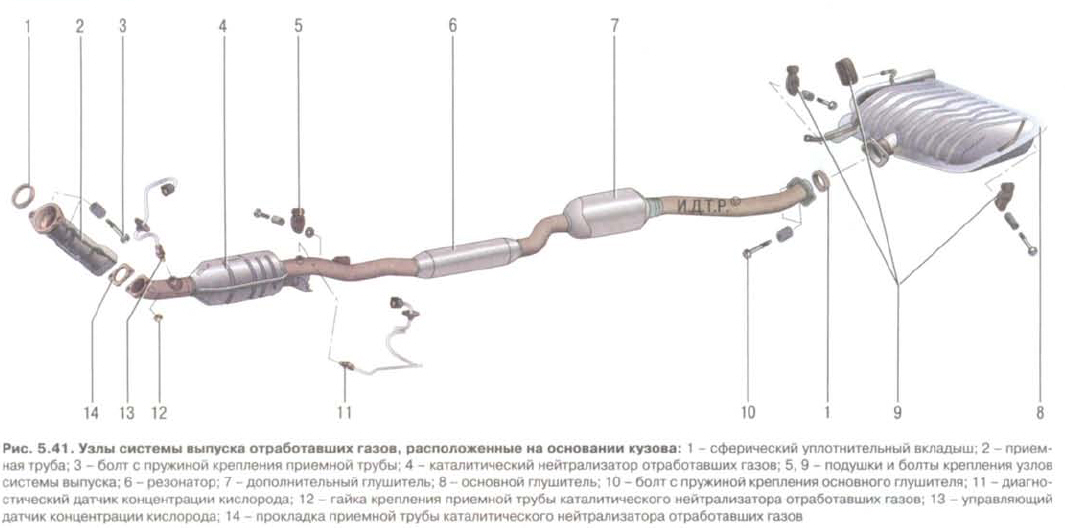 1 2 3 4 5 6 7
И.Д.Т.Р.®
14 13 12 11 10 1 9 8
Рис. 5.41. Узлы системы выпуска отработавших газов, расположенные на основании кузова: 1 – сферический уплотнительный вкладыш; 2 – прием-
ная труба; 3 – болт с пружиной крепления приемной трубы; 4 – каталитический нейтрализатор отработавших газов; 5, 9 – подушки и болты крепления узлов
системы выпуска; 6 – резонатор; 7 – дополнительный глушитель; 8 – основной глушитель; 10 – болт с пружиной крепления основного глушителя; 11 – диагно-
стический датчик концентрации кислорода; 12 – гайка крепления приемной трубы каталитического нейтрализатора отработавших газов; 13 – управляющий
датчик концентрации кислорода; 14 – прокладка приемной трубы каталитического нейтрализатора отработавших газов